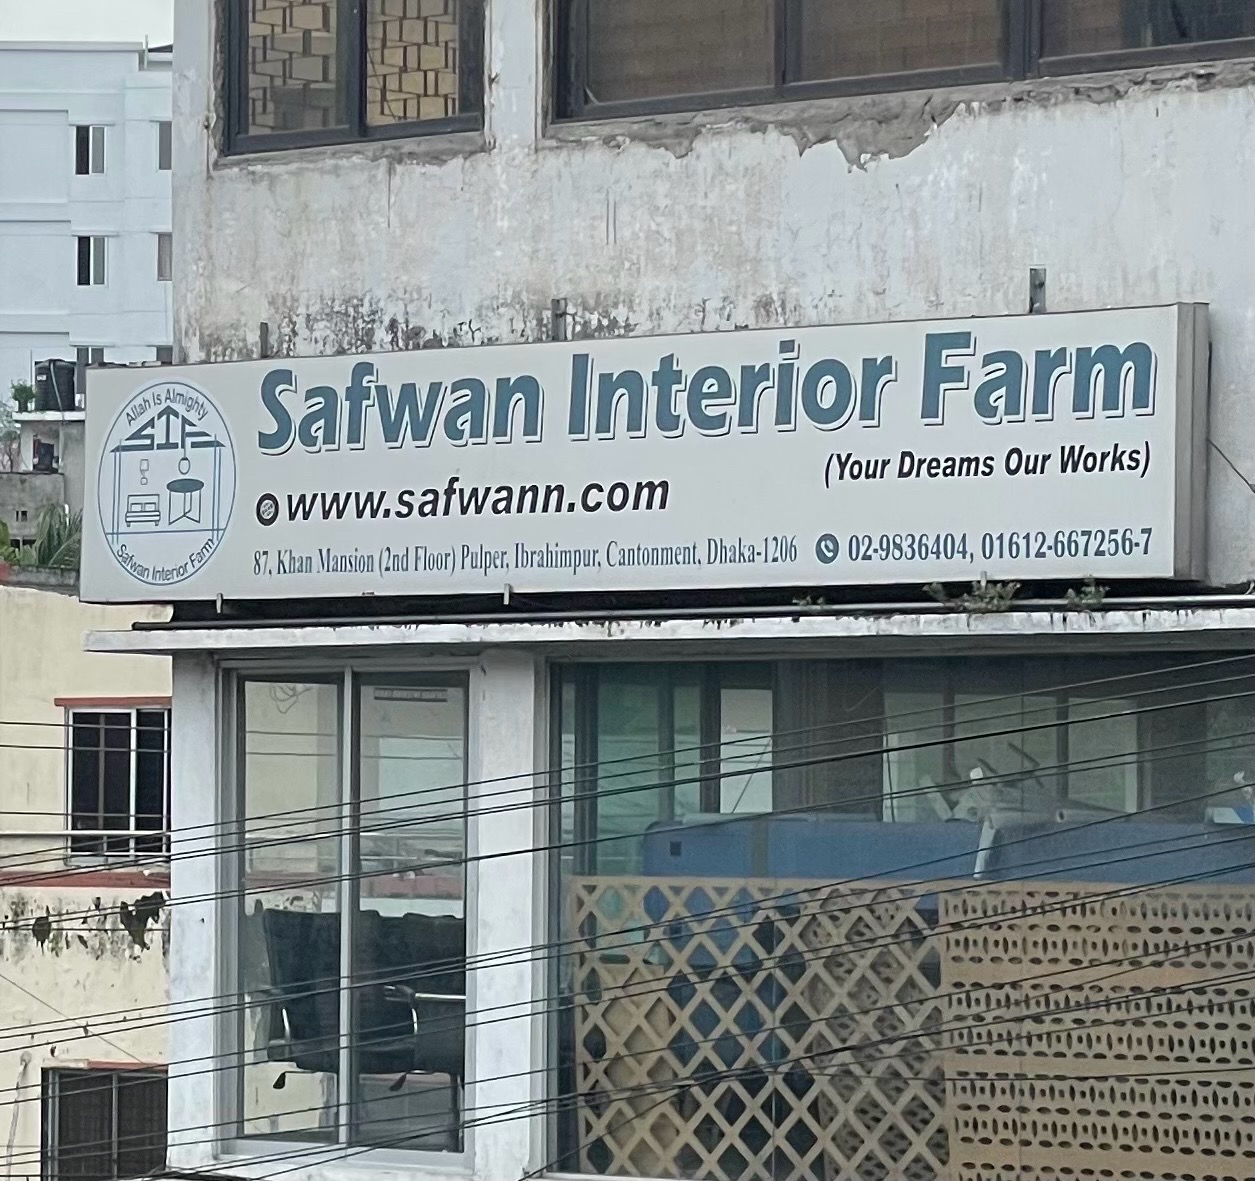 Allah Is Almighty
SIF
Safwan Interior Farm
Safwan Interior Farm
(Your Dreams Our Works)
www.safwann.com
87, Khan Mansion (2nd Floor) Pulper, Ibrahimpur, Cantonment, Dhaka-1206
02-9836404, 01612-667256-7